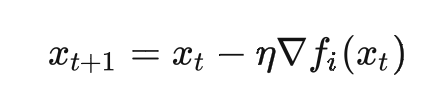 x_{t+1} = x_t − η∇f_i(x_t)